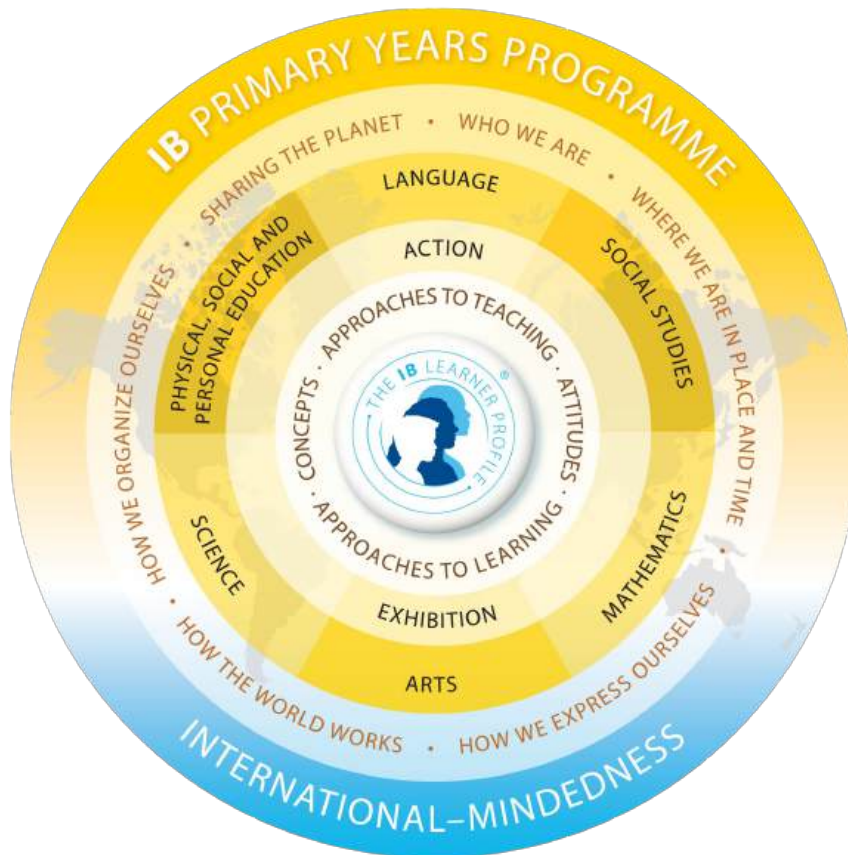 IB PRIMARY YEARS PROGRAMME
SHARING THE PLANET • WHO WE ARE • WHERE WE ARE IN PLACE AND TIME • HOW WE EXPRESS OURSELVES • HOW THE WORLD WORKS • HOW WE ORGANIZE OURSELVES •
LANGUAGE
SOCIAL STUDIES
MATHEMATICS
ARTS
SCIENCE
PHYSICAL, SOCIAL AND
PERSONAL EDUCATION
ACTION
EXHIBITION
APPROACHES TO TEACHING · ATTITUDES · APPROACHES TO LEARNING · CONCEPTS ·
• THE IB LEARNER PROFILE • ®
INTERNATIONAL–MINDEDNESS